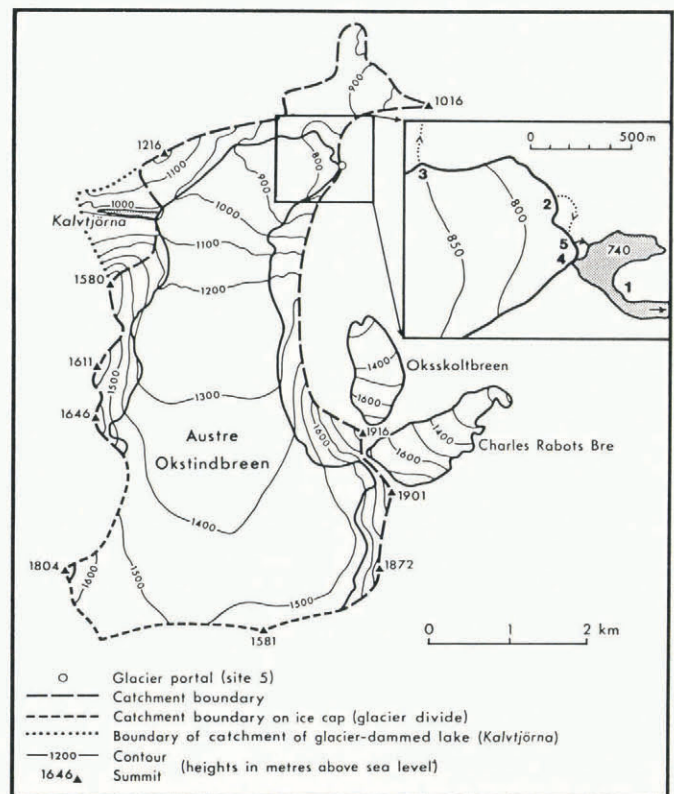 1016
900
1216
1100
800
900
1000
Kalvtjörna
1000
1100
1200
1580
1611
1500
1646
1300
Austre
Okstindbreen
1400
1600
1916
1901
1400
1600
Oksskoltbreen
1400
1600
Charles Rabots Bre
1804
1600
1500
1500
1872
1581
0 500m
3
2
800
850
5
4
740
1
0 1 2 km
Glacier portal (site 5)
Catchment boundary
Catchment boundary on ice cap (glacier divide)
Boundary of catchment of glacier-dammed lake (Kalvtjörna)
1200 Contour
(heights in metres above sea level)
1646 Summit